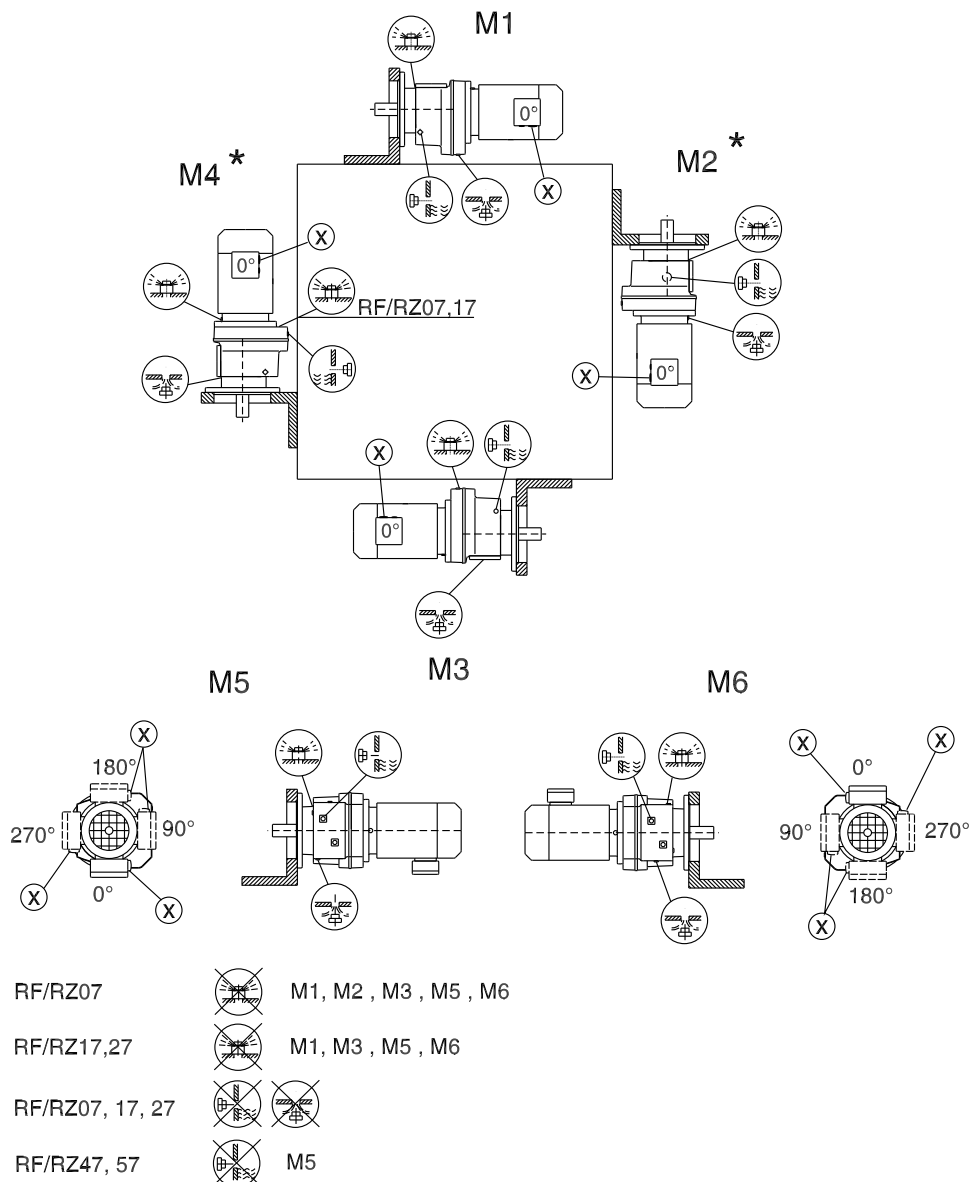 M1
0°
X
M4 *
M2 *
X
0°
RF/RZ07,17
X
0°
X
0°
M5
M3
M6
X
180°
270°
90°
0°
X
X
X
X
0°
90°
270°
180°
X
RF/RZ07
M1, M2 , M3 , M5 , M6
RF/RZ17,27
M1, M3 , M5 , M6
RF/RZ07, 17, 27
RF/RZ47, 57
M5